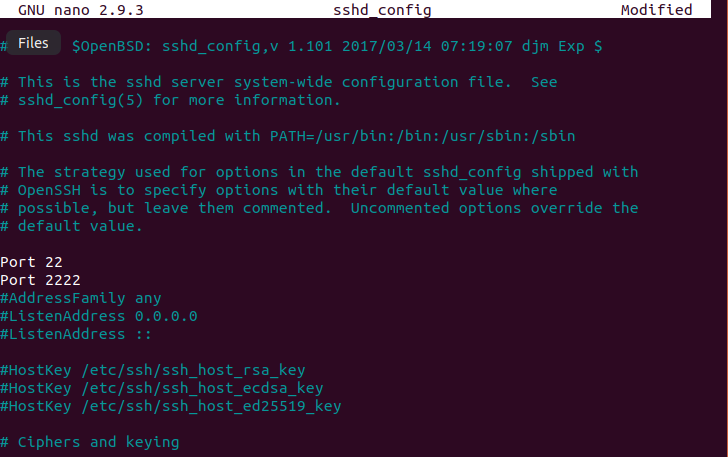 GNU nano 2.9.3 sshd_config Modified
# Files $OpenBSD: sshd_config,v 1.101 2017/03/14 07:19:07 djm Exp $
# This is the sshd server system-wide configuration file.  See
# sshd_config(5) for more information.
# This sshd was compiled with PATH=/usr/bin:/bin:/usr/sbin:/sbin
# The strategy used for options in the default sshd_config shipped with
# OpenSSH is to specify options with their default value where
# possible, but leave them commented.  Uncommented options override the
# default value.
Port 22
Port 2222
#AddressFamily any
#ListenAddress 0.0.0.0
#ListenAddress ::
#HostKey /etc/ssh/ssh_host_rsa_key
#HostKey /etc/ssh/ssh_host_ecdsa_key
#HostKey /etc/ssh/ssh_host_ed25519_key
# Ciphers and keying